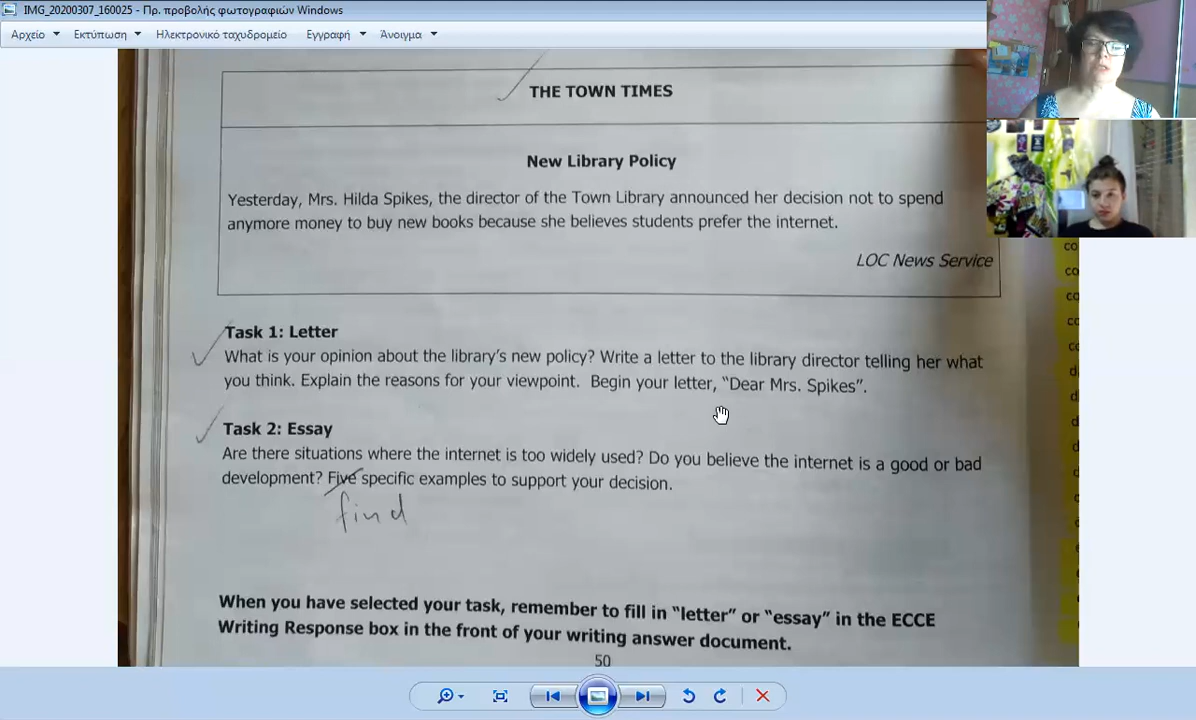 IMG_20200307_160025 - Πρ. προβολής φωτογραφιών Windows
Αρχείο Εκτύπωση Ηλεκτρονικό ταχυδρομείο Εγγραφή Άνοιγμα
THE TOWN TIMES
New Library Policy
Yesterday, Mrs. Hilda Spikes, the director of the Town Library announced her decision not to spend
anymore money to buy new books because she believes students prefer the internet.
LOC News Service
Task 1: Letter
What is your opinion about the library's new policy? Write a letter to the library director telling her what
you think. Explain the reasons for your viewpoint. Begin your letter, "Dear Mrs. Spikes".
Task 2: Essay
Are there situations where the internet is too widely used? Do you believe the internet is a good or bad
development? Five specific examples to support your decision.
find
When you have selected your task, remember to fill in "letter" or "essay" in the ECCE
Writing Response box in the front of your writing answer document.
50